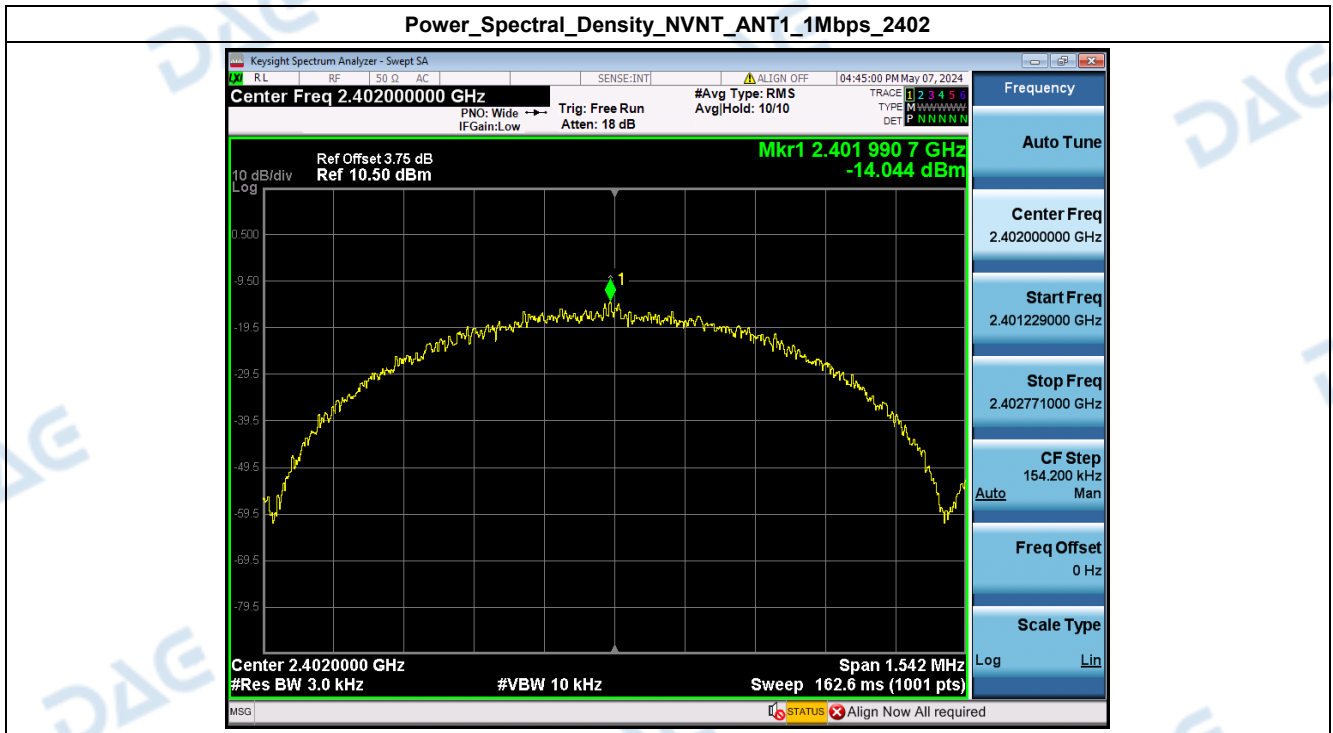 Power_Spectral_Density_NVNT_ANT1_1Mbps_2402
Keysight Spectrum Analyzer - Swept SA
LXI RL RF 50 Ω AC SENSE:INT ALIGN OFF 04:45:00 PM May 07, 2024
Center Freq 2.402000000 GHz
PNO: Wide
IFGain:Low
Trig: Free Run
Atten: 18 dB
#Avg Type: RMS
Avg|Hold: 10/10
TRACE 1 2 3 4 5 6
TYPE M WWWWW
DET P N N N N N
Mkr1 2.401 990 7 GHz
-14.044 dBm
Ref Offset 3.75 dB
10 dB/div Ref 10.50 dBm
Log
0.500
-9.50
-19.5
-29.5
-39.5
-49.5
-59.5
-69.5
-79.5
1
Center 2.4020000 GHz Span 1.542 MHz
#Res BW 3.0 kHz #VBW 10 kHz Sweep 162.6 ms (1001 pts)
MSG STATUS Align Now All required
Frequency
Auto Tune
Center Freq
2.402000000 GHz
Start Freq
2.401229000 GHz
Stop Freq
2.402771000 GHz
CF Step
154.200 kHz
Auto Man
Freq Offset
0 Hz
Scale Type
Log Lin
DAG
DAG
DAG
DAG